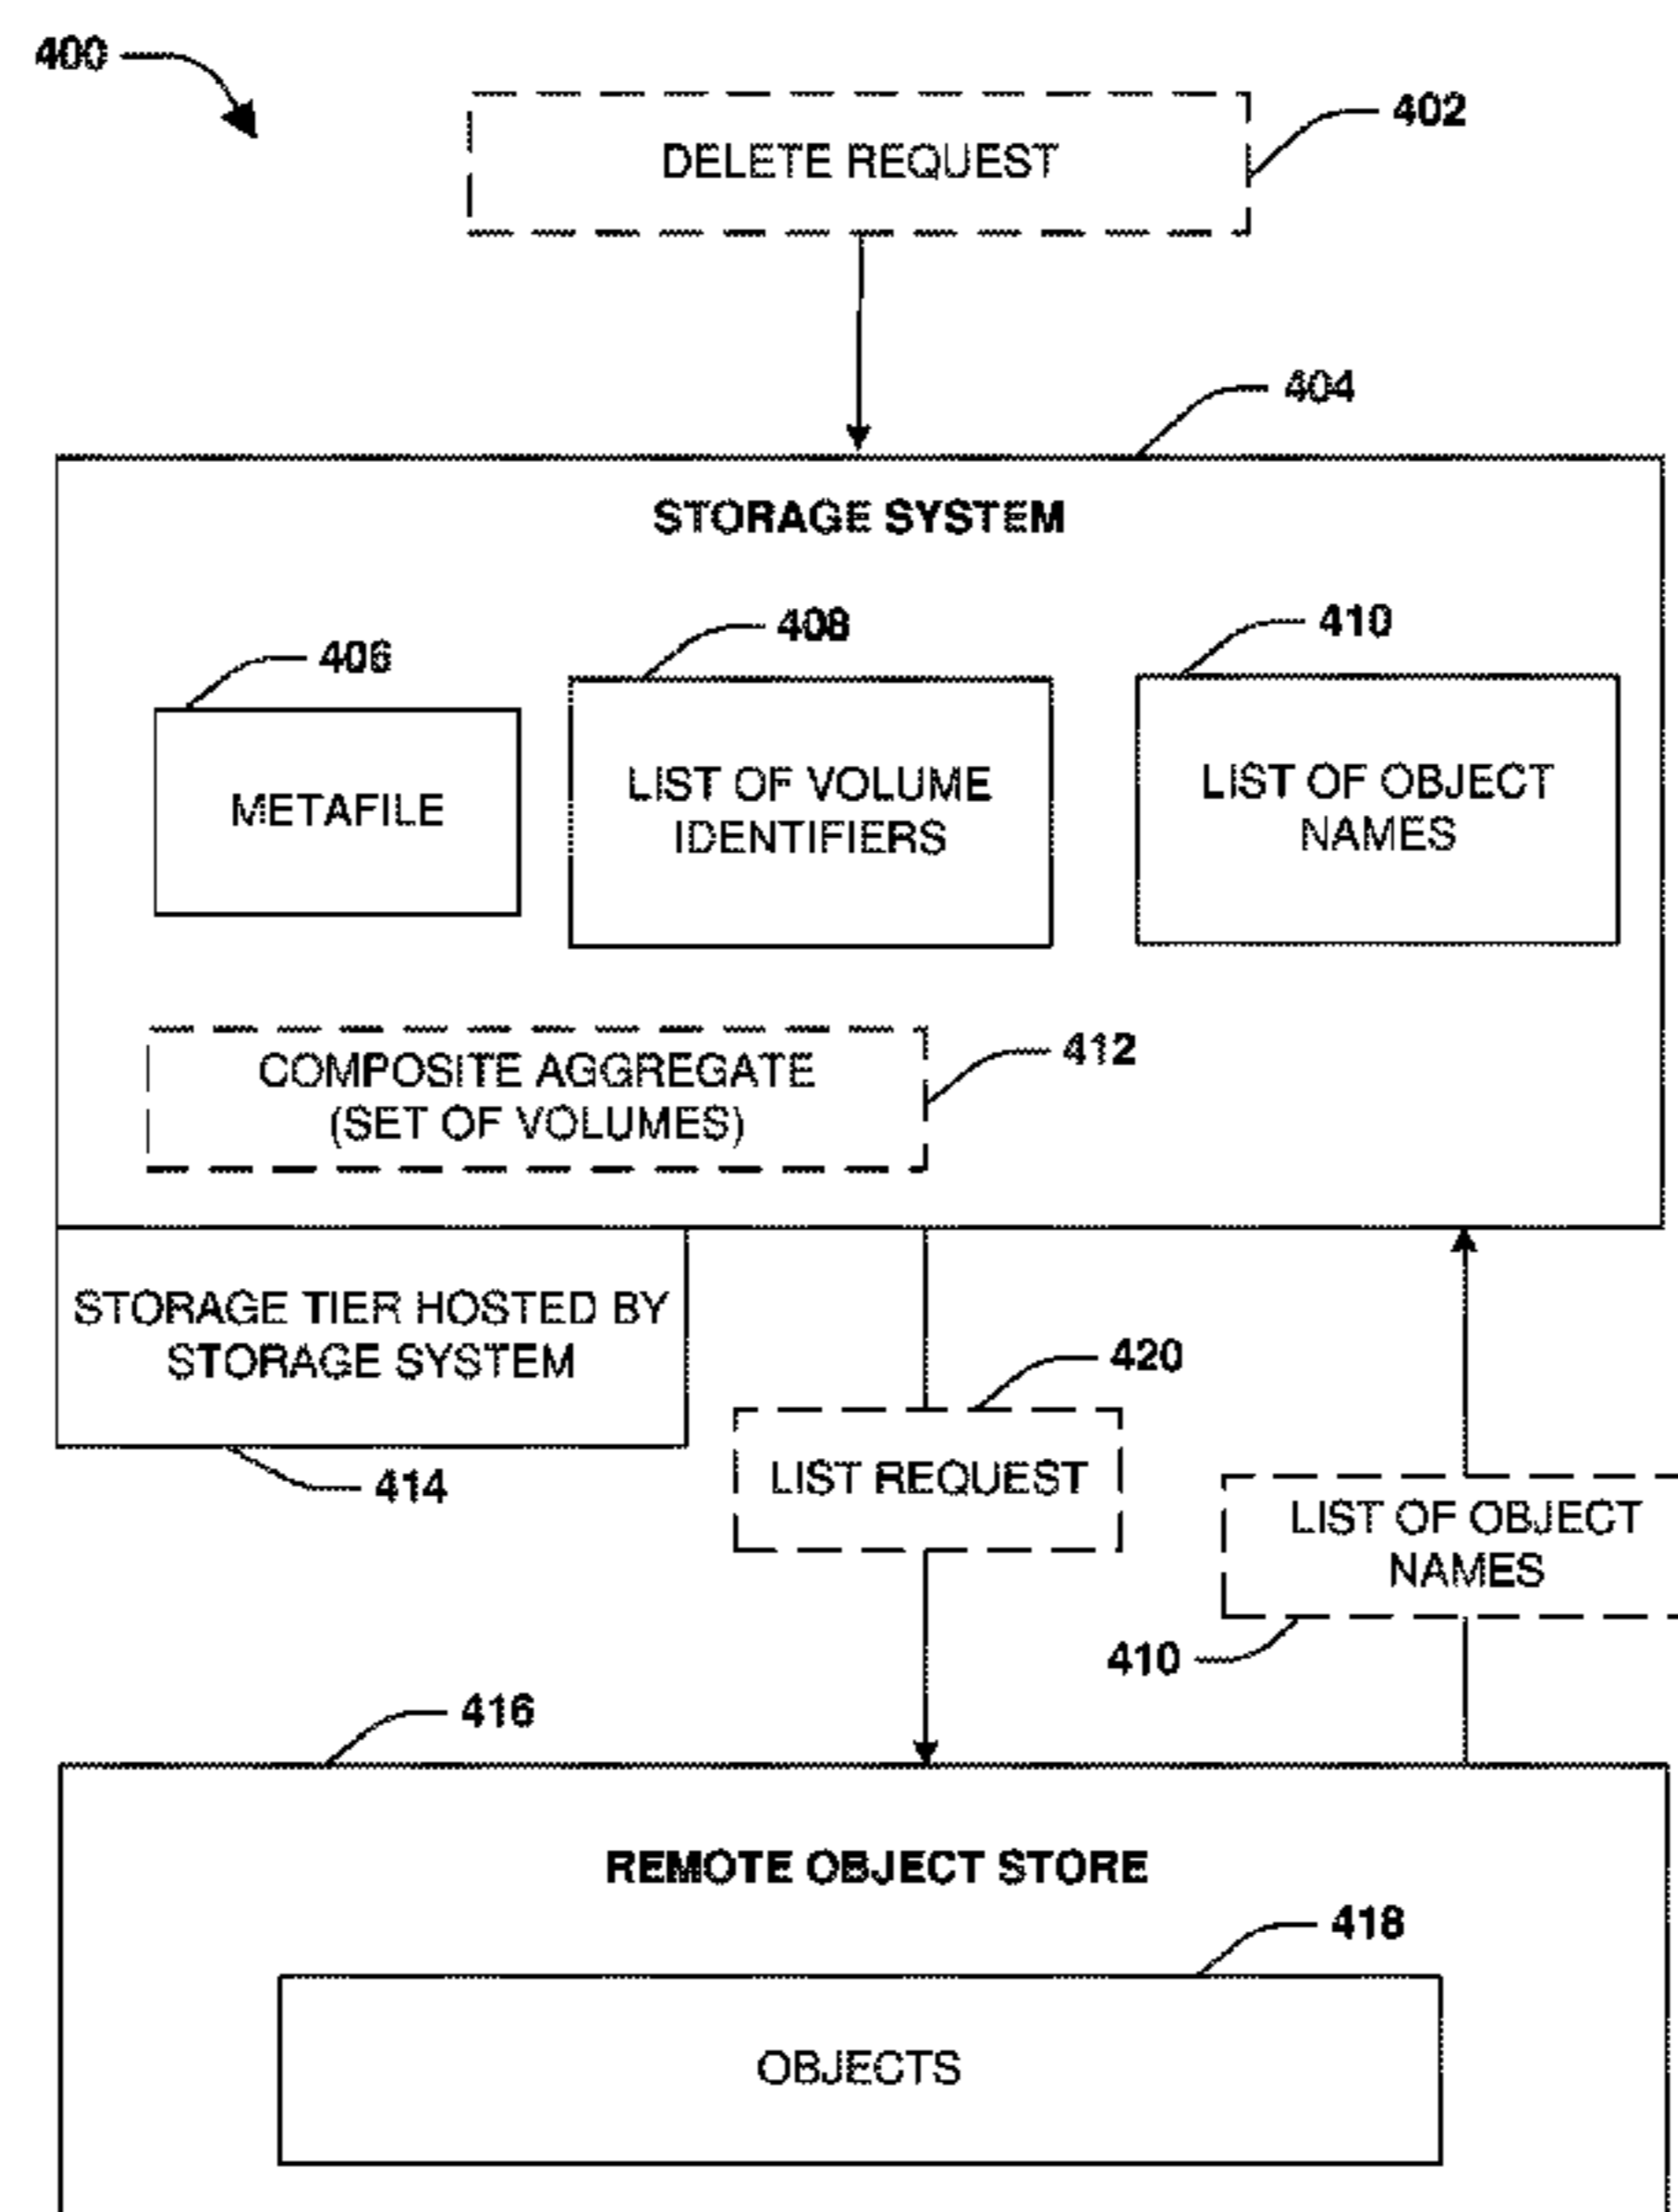 400
402
DELETE REQUEST
404
STORAGE SYSTEM
406
408
410
METAFILE
LIST OF VOLUME
IDENTIFIERS
LIST OF OBJECT
NAMES
COMPOSITE AGGREGATE
(SET OF VOLUMES)
412
STORAGE TIER HOSTED BY
STORAGE SYSTEM
414
420
LIST REQUEST
LIST OF OBJECT
NAMES
410
416
REMOTE OBJECT STORE
418
OBJECTS